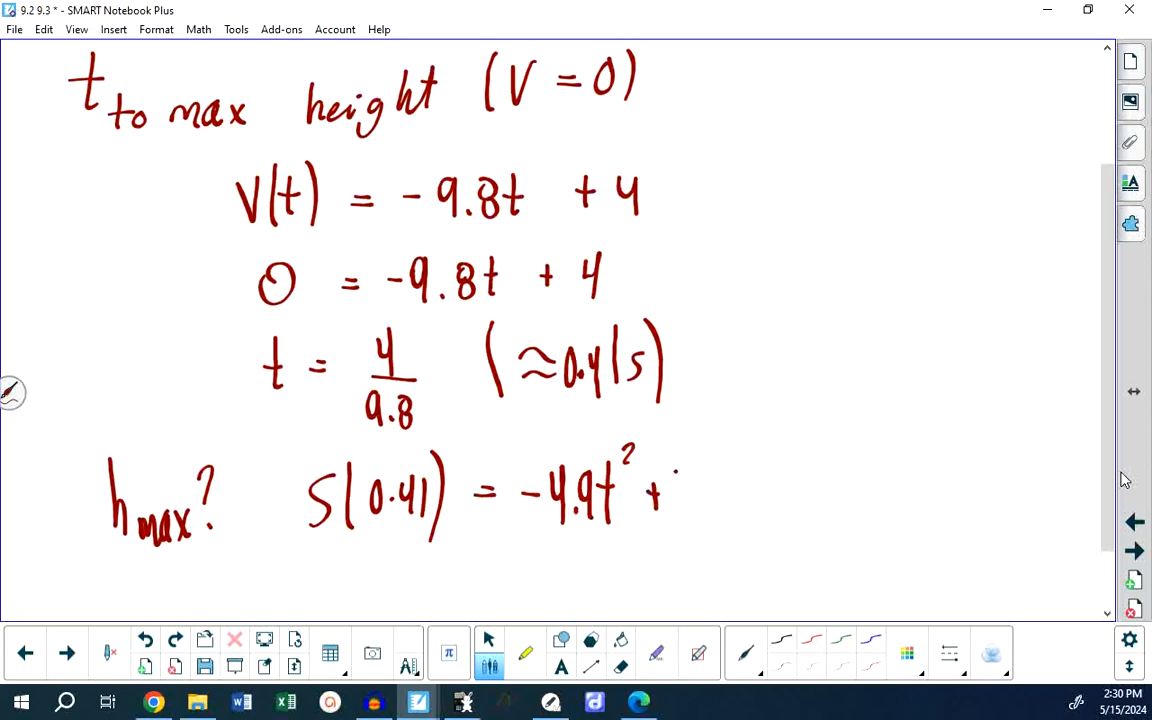 9.2 9.3 * - SMART Notebook Plus
File Edit View Insert Format Math Tools Add-ons Account Help
t to max height (V = 0)
V(t) = -9.8t + 4
0 = -9.8t + 4
t = 4/9.8 (≈0.41s)
hmax? S(0.41) = -4.9t² +
2:30 PM
5/15/2024